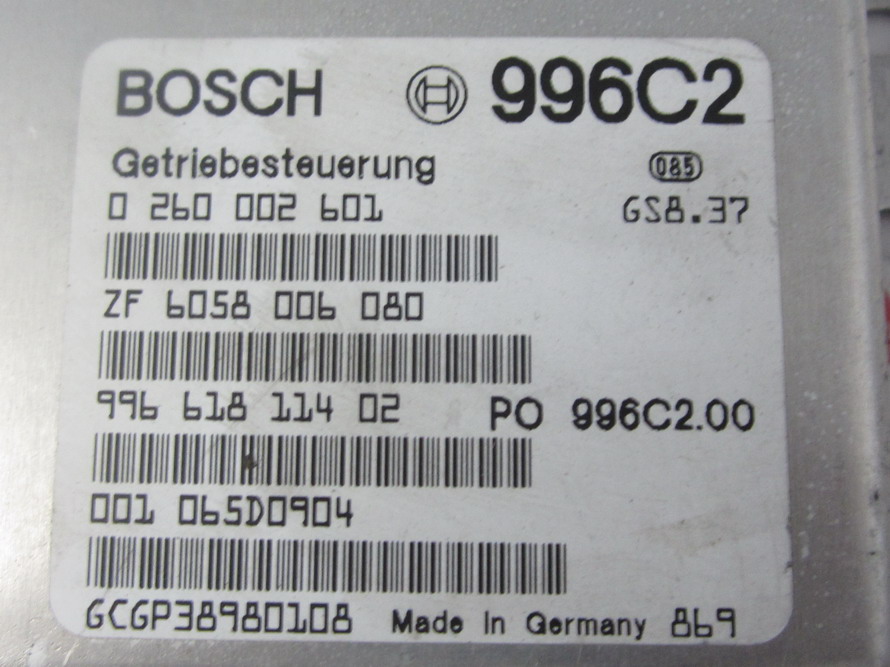 BOSCH 996C2
Getriebesteuerung 085
0 260 002 601 GS8.37
ZF 6058 006 080
996 618 114 02 PO 996C2.00
001 065D0904
GCGP38980108 Made in Germany 869